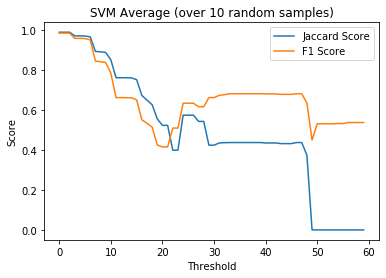 SVM Average (over 10 random samples)
Jaccard Score
F1 Score
Score
1.0
0.8
0.6
0.4
0.2
0.0
0 10 20 30 40 50 60
Threshold